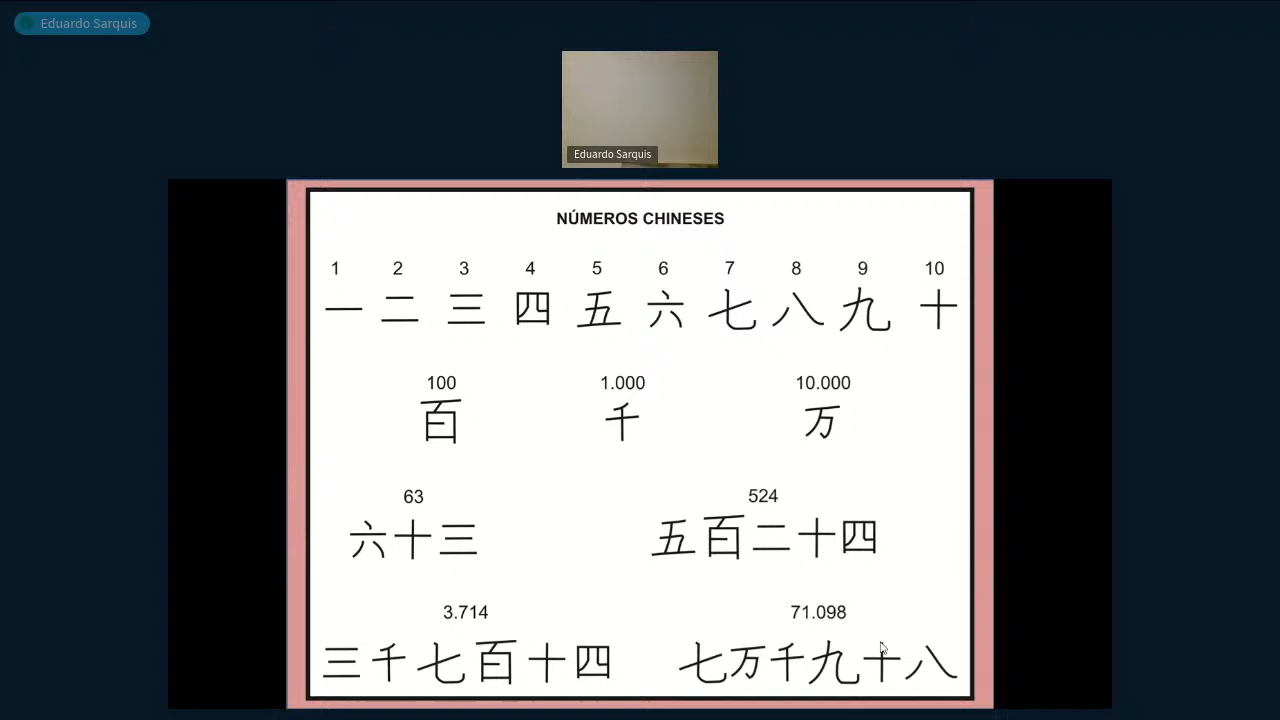 Eduardo Sarquis
Eduardo Sarquis
NÚMEROS CHINESES
1 2 3 4 5 6 7 8 9 10
一 二 三 四 五 六 七 八 九 十
100 1.000 10.000
百 千 万
63 524
六十三 五百二十四
3.714 71.098
三千七百十四 七万千九十八